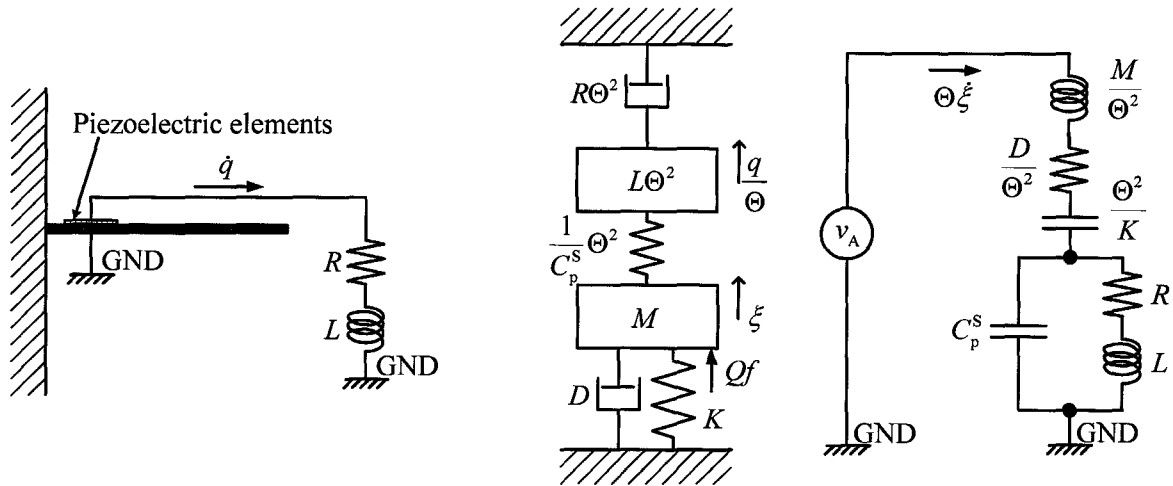 Piezoelectric elements
q̇
GND
R
L
GND
RΘ²
LΘ²
q/Θ
1/C_p^S Θ²
M
ξ
Qf
D
K
Θξ̇
M/Θ²
D/Θ²
Θ²/K
v_A
C_p^S
R
L
GND
GND